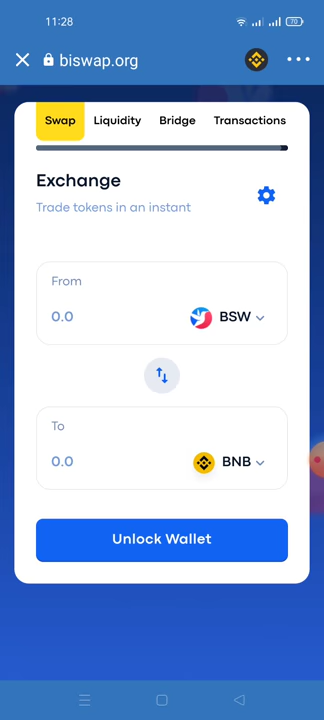 11:28
70
biswap.org
Swap Liquidity Bridge Transactions
Exchange
Trade tokens in an instant
From
0.0 BSW
To
0.0 BNB
Unlock Wallet